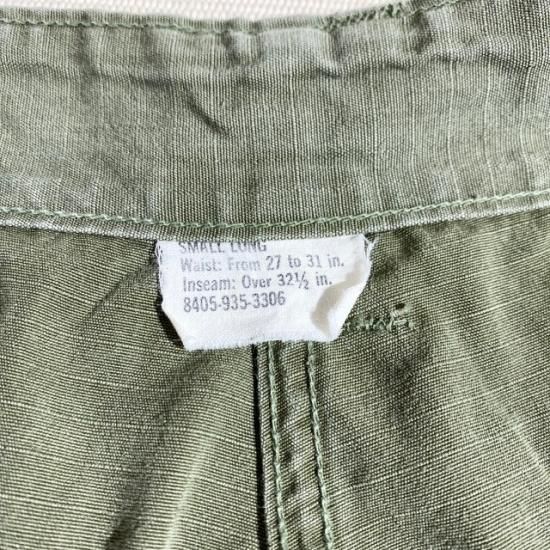 SMALL LONG
Waist: From 27 to 31 in.
Inseam: Over 32½ in.
8405-935-3306